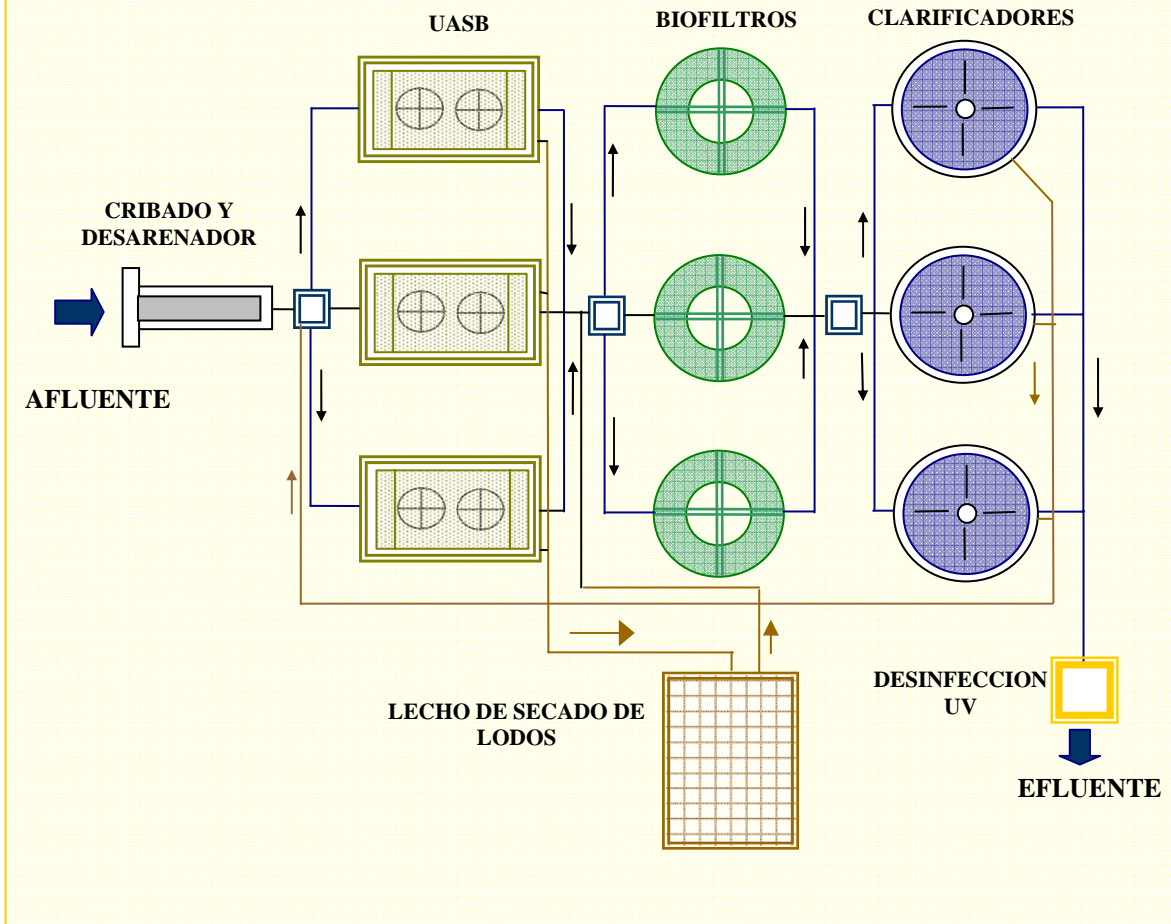 UASB
BIOFILTROS
CLARIFICADORES
CRIBADO Y
DESARENADOR
AFLUENTE
LECHO DE SECADO DE
LODOS
DESINFECCION
UV
EFLUENTE